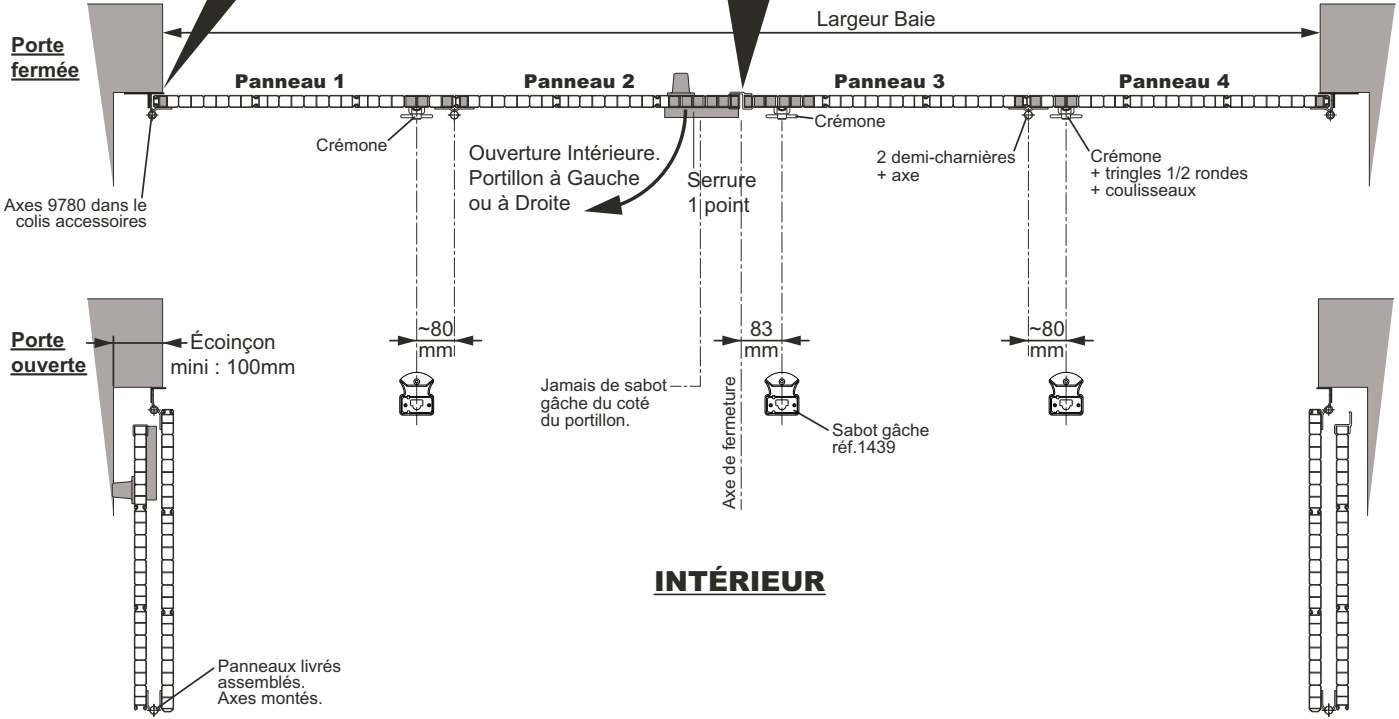 Largeur Baie
Porte
fermée
Panneau 1
Panneau 2
Panneau 3
Panneau 4
Crémone
Ouverture Intérieure.
Portillon à Gauche
ou à Droite
Serrure
1 point
Crémone
2 demi-charnières
+ axe
Crémone
+ tringles 1/2 rondes
+ coulisseaux
Axes 9780 dans le
colis accessoires
Porte
ouverte
Écoinçon
mini : 100mm
~80
mm
83
mm
~80
mm
Jamais de sabot
gâche du coté
du portillon.
Axe de fermeture
Sabot gâche
réf.1439
INTÉRIEUR
Panneaux livrés
assemblés.
Axes montés.